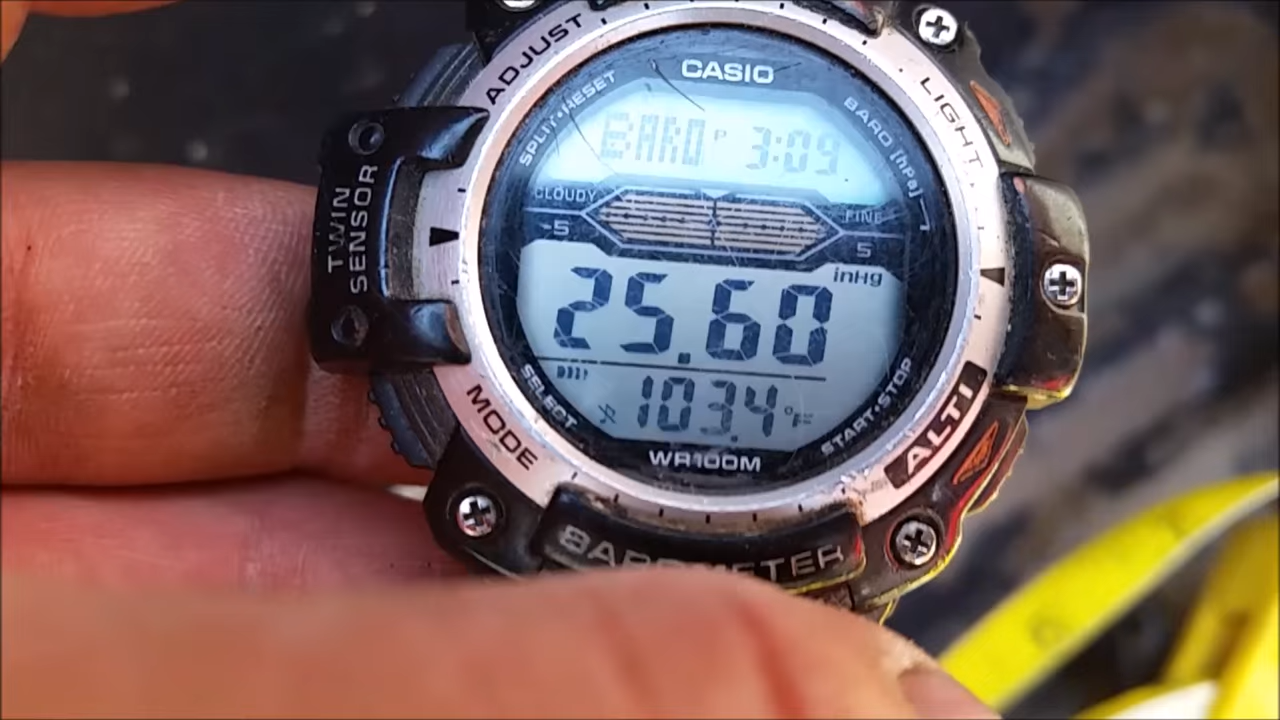 ADJUST
CASIO
LIGHT
SPLIT•RESET
BARO [hPa]
BARO P 3:09
TWIN
SENSOR
CLOUDY
FINE
-5
5
inHg
25.60
103.4 °F
SELECT
START•STOP
MODE
ALTI
WR100M
BAROMETER